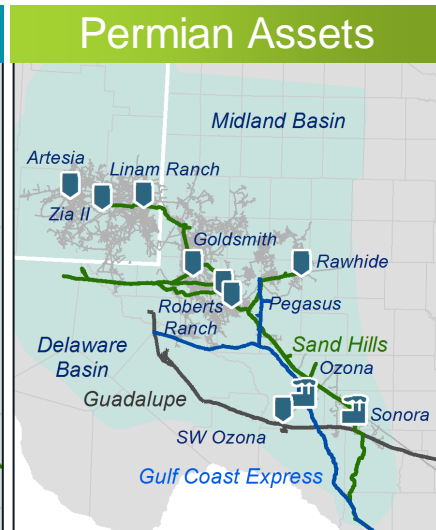 Permian Assets
Midland Basin
Artesia
Linam Ranch
Zia II
Goldsmith
Rawhide
Roberts
Ranch
Pegasus
Delaware
Basin
Sand Hills
Ozona
Guadalupe
Sonora
SW Ozona
Gulf Coast Express